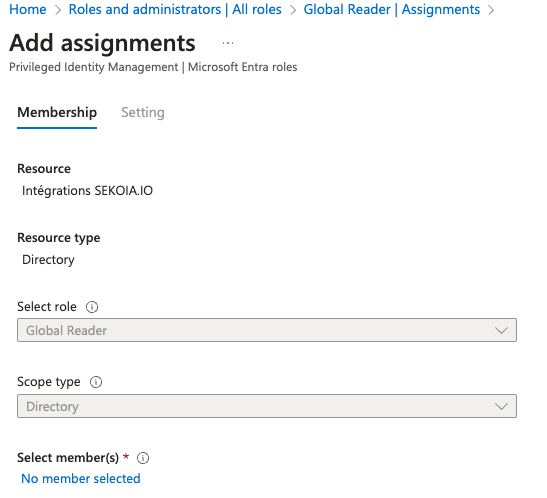 Home > Roles and administrators | All roles > Global Reader | Assignments >
Add assignments ...
Privileged Identity Management | Microsoft Entra roles
Membership Setting
Resource
Intégrations SEKOIA.IO
Resource type
Directory
Select role
Global Reader
Scope type
Directory
Select member(s) *
No member selected